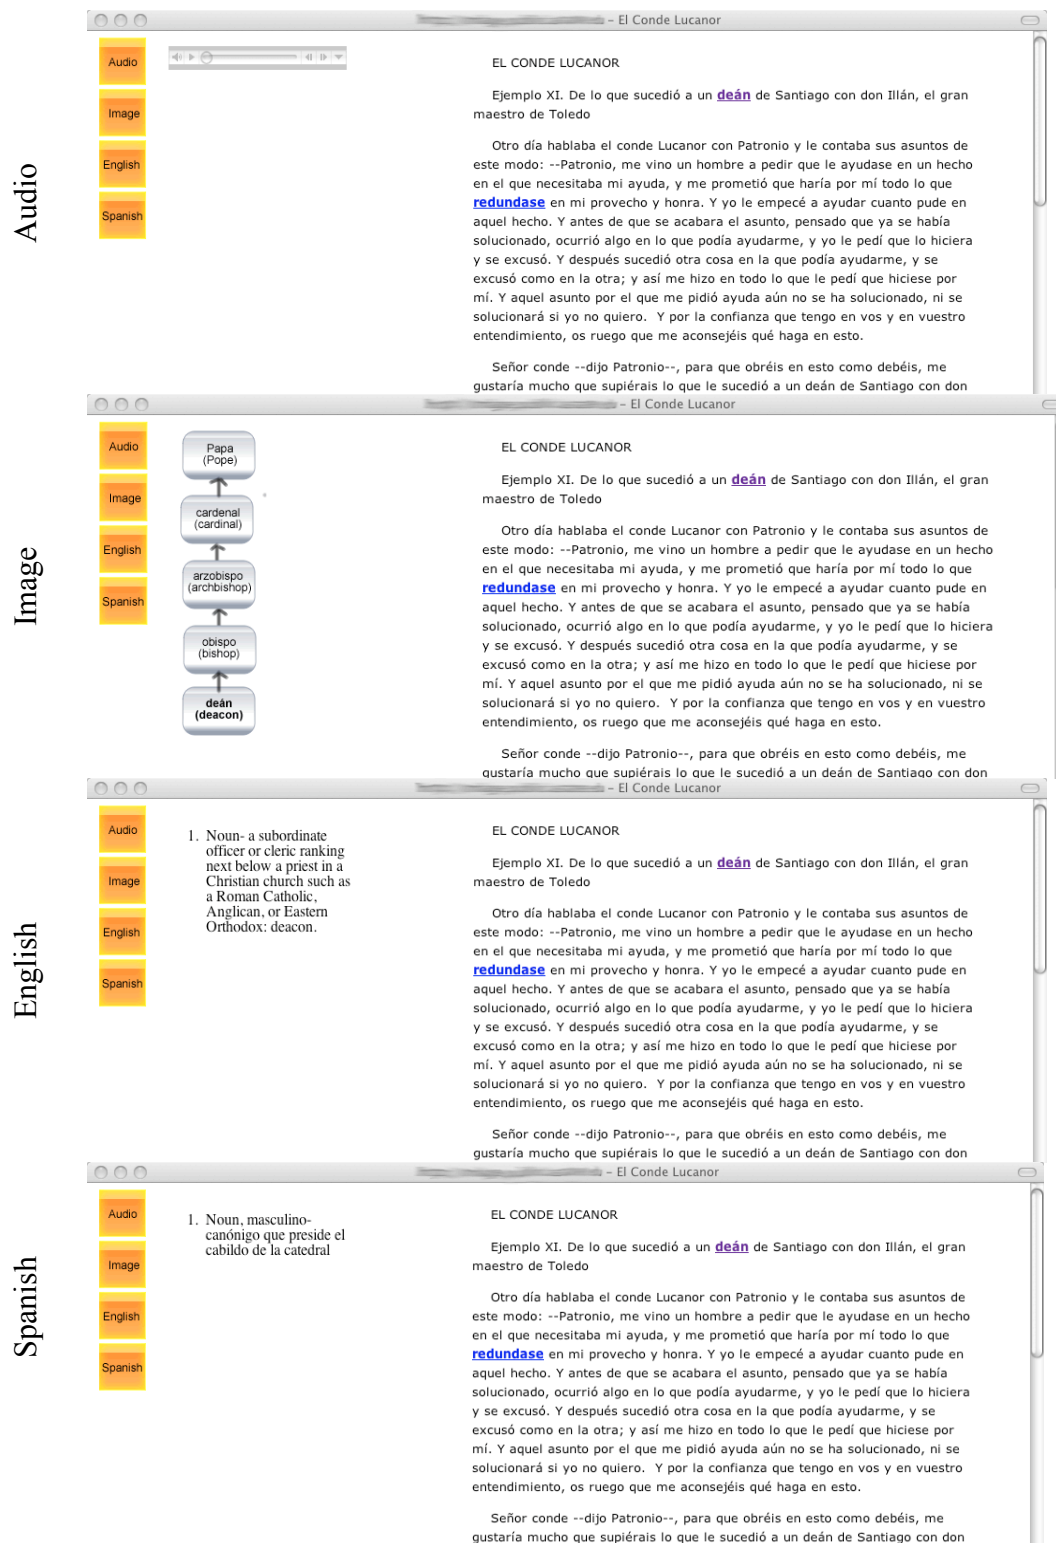 Audio
– El Conde Lucanor
Audio
Image
English
Spanish
EL CONDE LUCANOR
Ejemplo XI. De lo que sucedió a un deán de Santiago con don Illán, el gran
maestro de Toledo
Otro día hablaba el conde Lucanor con Patronio y le contaba sus asuntos de
este modo: --Patronio, me vino un hombre a pedir que le ayudase en un hecho
en el que necesitaba mi ayuda, y me prometió que haría por mí todo lo que
redundase en mi provecho y honra. Y yo le empecé a ayudar cuanto pude en
aquel hecho. Y antes de que se acabara el asunto, pensado que ya se había
solucionado, ocurrió algo en lo que podía ayudarme, y yo le pedí que lo hiciera
y se excusó. Y después sucedió otra cosa en la que podía ayudarme, y se
excusó como en la otra; y así me hizo en todo lo que le pedí que hiciese por
mí. Y aquel asunto por el que me pidió ayuda aún no se ha solucionado, ni se
solucionará si yo no quiero. Y por la confianza que tengo en vos y en vuestro
entendimiento, os ruego que me aconsejéis qué haga en esto.
Señor conde --dijo Patronio--, para que obréis en esto como debéis, me
gustaría mucho que supiérais lo que le sucedió a un deán de Santiago con don
Image
– El Conde Lucanor
Audio
Image
English
Spanish
Papa
(Pope)
cardenal
(cardinal)
arzobispo
(archbishop)
obispo
(bishop)
deán
(deacon)
EL CONDE LUCANOR
Ejemplo XI. De lo que sucedió a un deán de Santiago con don Illán, el gran
maestro de Toledo
Otro día hablaba el conde Lucanor con Patronio y le contaba sus asuntos de
este modo: --Patronio, me vino un hombre a pedir que le ayudase en un hecho
en el que necesitaba mi ayuda, y me prometió que haría por mí todo lo que
redundase en mi provecho y honra. Y yo le empecé a ayudar cuanto pude en
aquel hecho. Y antes de que se acabara el asunto, pensado que ya se había
solucionado, ocurrió algo en lo que podía ayudarme, y yo le pedí que lo hiciera
y se excusó. Y después sucedió otra cosa en la que podía ayudarme, y se
excusó como en la otra; y así me hizo en todo lo que le pedí que hiciese por
mí. Y aquel asunto por el que me pidió ayuda aún no se ha solucionado, ni se
solucionará si yo no quiero. Y por la confianza que tengo en vos y en vuestro
entendimiento, os ruego que me aconsejéis qué haga en esto.
Señor conde --dijo Patronio--, para que obréis en esto como debéis, me
gustaría mucho que supiérais lo que le sucedió a un deán de Santiago con don
English
– El Conde Lucanor
Audio
Image
English
Spanish
1. Noun- a subordinate
officer or cleric ranking
next below a priest in a
Christian church such as
a Roman Catholic,
Anglican, or Eastern
Orthodox: deacon.
EL CONDE LUCANOR
Ejemplo XI. De lo que sucedió a un deán de Santiago con don Illán, el gran
maestro de Toledo
Otro día hablaba el conde Lucanor con Patronio y le contaba sus asuntos de
este modo: --Patronio, me vino un hombre a pedir que le ayudase en un hecho
en el que necesitaba mi ayuda, y me prometió que haría por mí todo lo que
redundase en mi provecho y honra. Y yo le empecé a ayudar cuanto pude en
aquel hecho. Y antes de que se acabara el asunto, pensado que ya se había
solucionado, ocurrió algo en lo que podía ayudarme, y yo le pedí que lo hiciera
y se excusó. Y después sucedió otra cosa en la que podía ayudarme, y se
excusó como en la otra; y así me hizo en todo lo que le pedí que hiciese por
mí. Y aquel asunto por el que me pidió ayuda aún no se ha solucionado, ni se
solucionará si yo no quiero. Y por la confianza que tengo en vos y en vuestro
entendimiento, os ruego que me aconsejéis qué haga en esto.
Señor conde --dijo Patronio--, para que obréis en esto como debéis, me
gustaría mucho que supiérais lo que le sucedió a un deán de Santiago con don
Spanish
– El Conde Lucanor
Audio
Image
English
Spanish
1. Noun, masculino-
canónigo que preside el
cabildo de la catedral
EL CONDE LUCANOR
Ejemplo XI. De lo que sucedió a un deán de Santiago con don Illán, el gran
maestro de Toledo
Otro día hablaba el conde Lucanor con Patronio y le contaba sus asuntos de
este modo: --Patronio, me vino un hombre a pedir que le ayudase en un hecho
en el que necesitaba mi ayuda, y me prometió que haría por mí todo lo que
redundase en mi provecho y honra. Y yo le empecé a ayudar cuanto pude en
aquel hecho. Y antes de que se acabara el asunto, pensado que ya se había
solucionado, ocurrió algo en lo que podía ayudarme, y yo le pedí que lo hiciera
y se excusó. Y después sucedió otra cosa en la que podía ayudarme, y se
excusó como en la otra; y así me hizo en todo lo que le pedí que hiciese por
mí. Y aquel asunto por el que me pidió ayuda aún no se ha solucionado, ni se
solucionará si yo no quiero. Y por la confianza que tengo en vos y en vuestro
entendimiento, os ruego que me aconsejéis qué haga en esto.
Señor conde --dijo Patronio--, para que obréis en esto como debéis, me
gustaría mucho que supiérais lo que le sucedió a un deán de Santiago con don